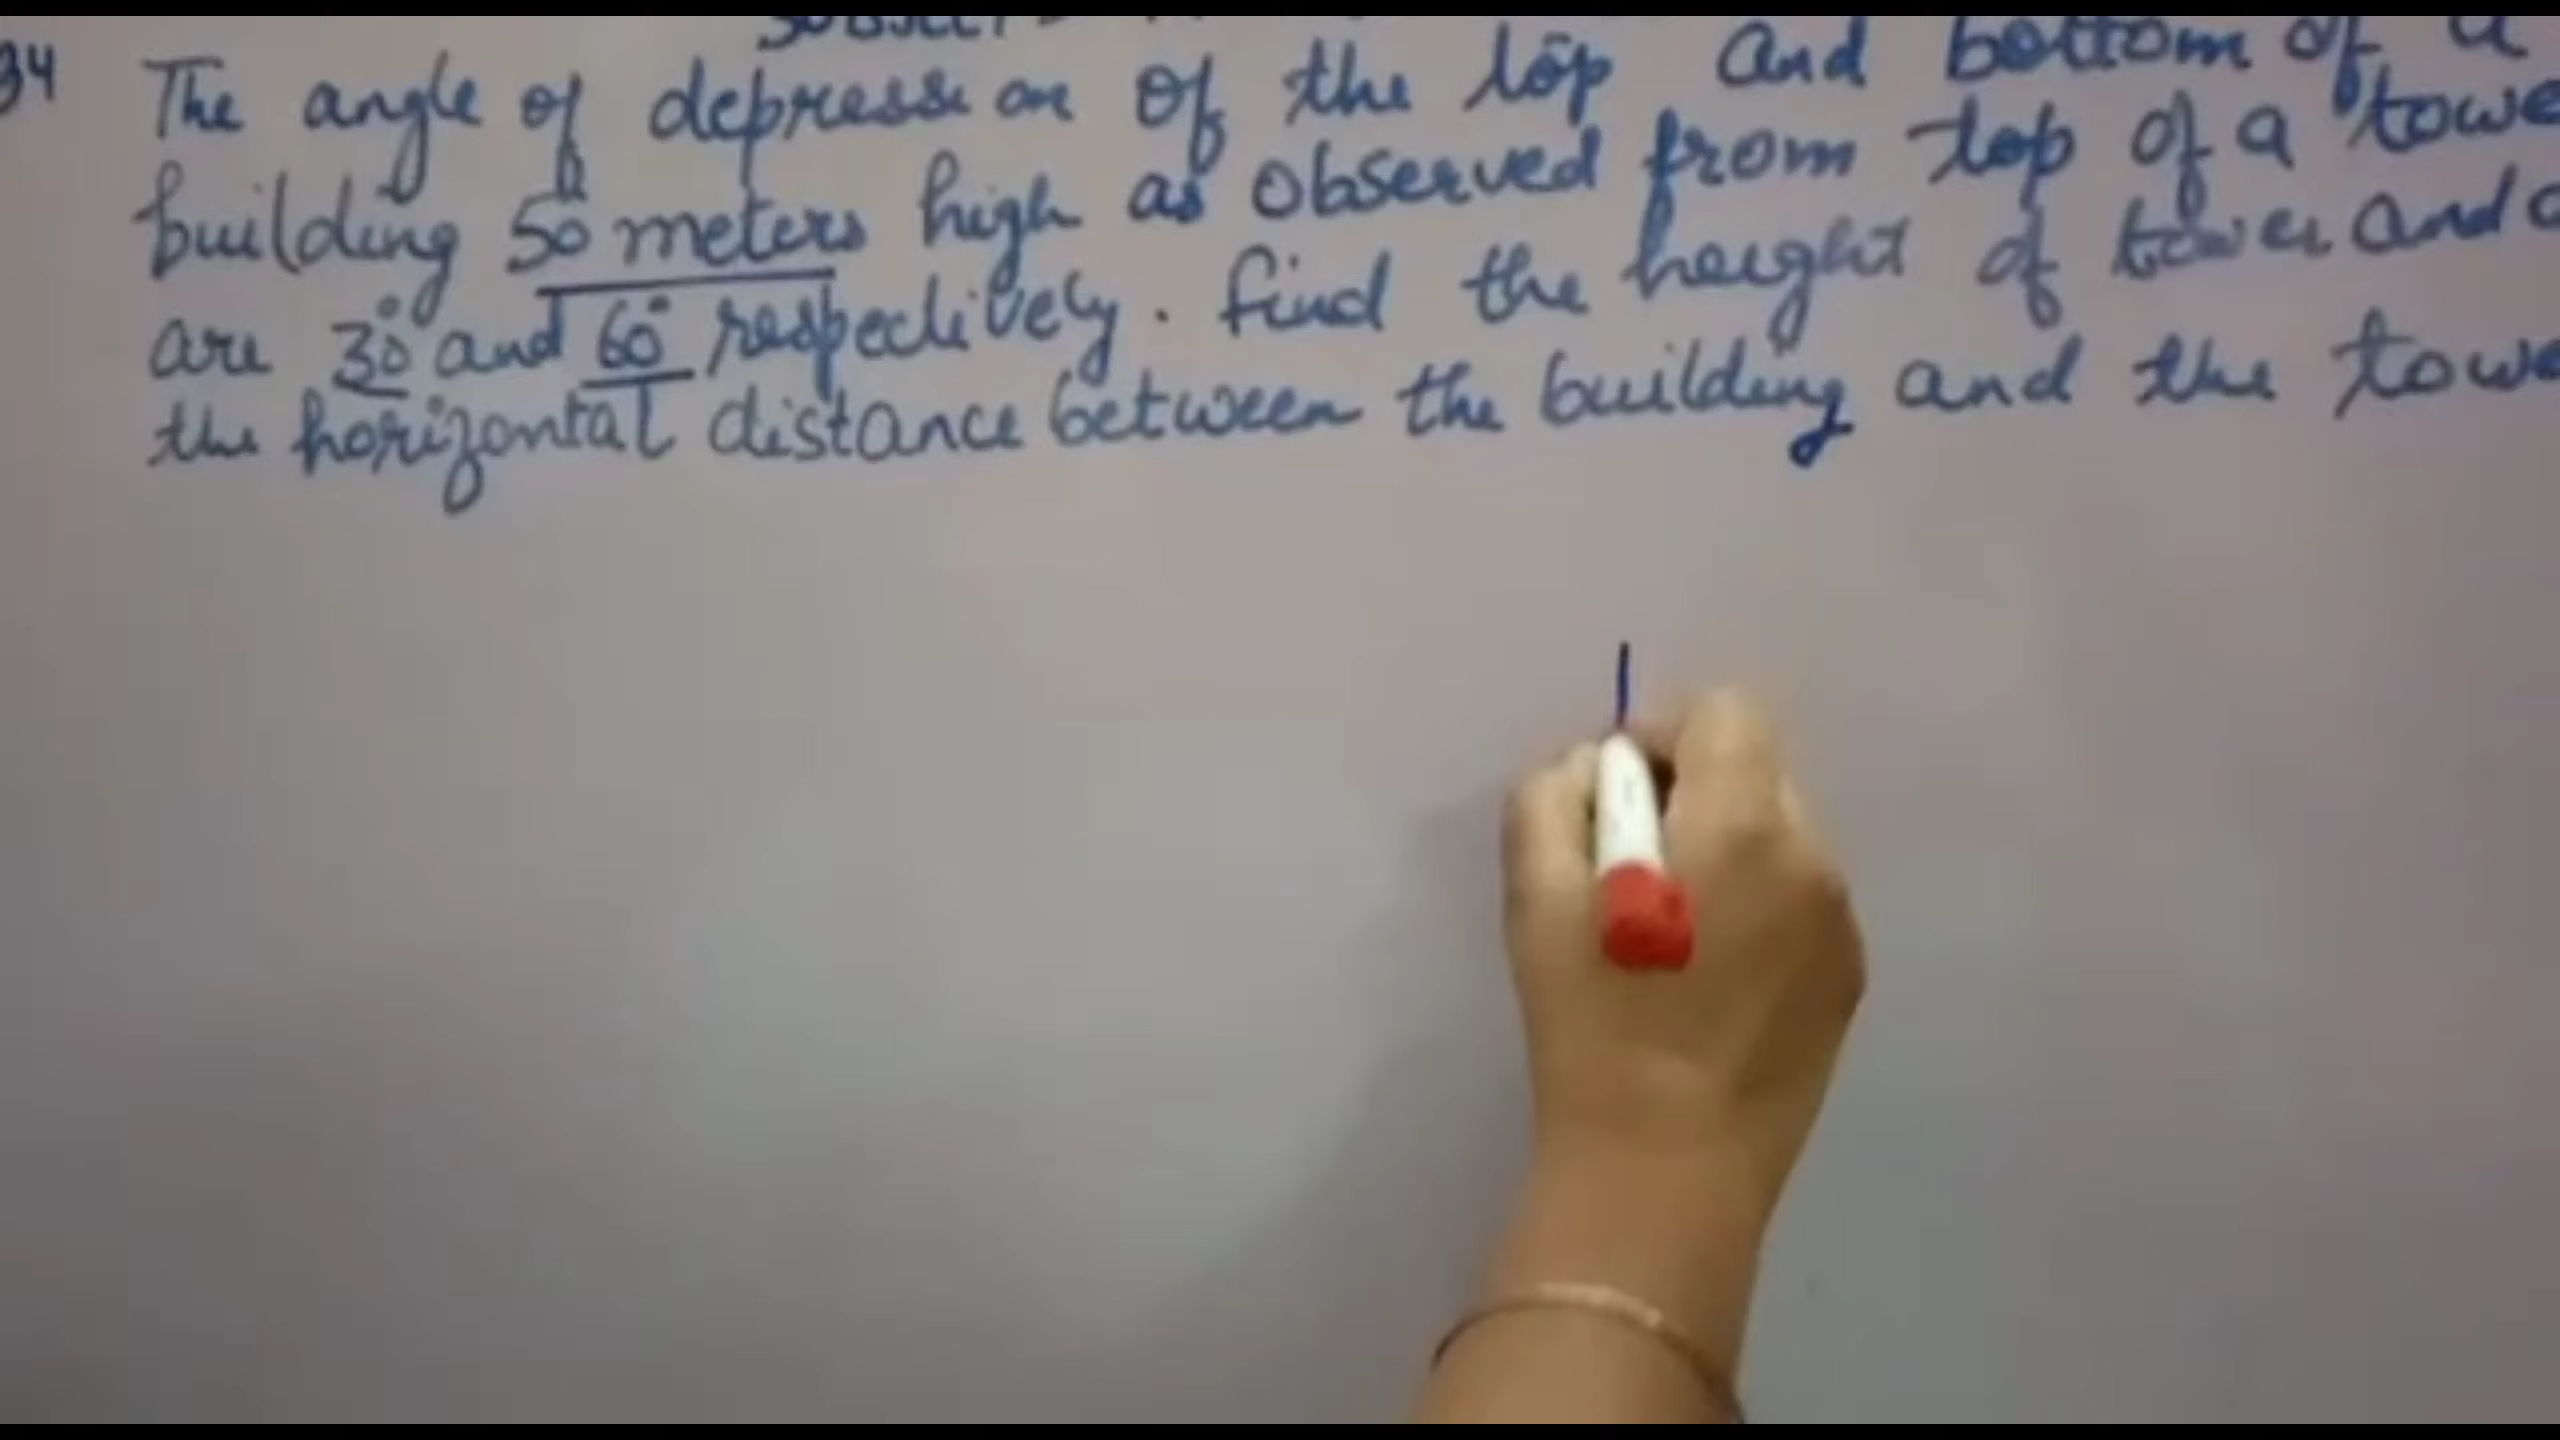 34 The angle of depression of the top and bottom of a
building 50 meters high as observed from top of a
are 30° and 60° respectively. find the height of tower and
the horizontal distance between the building and the